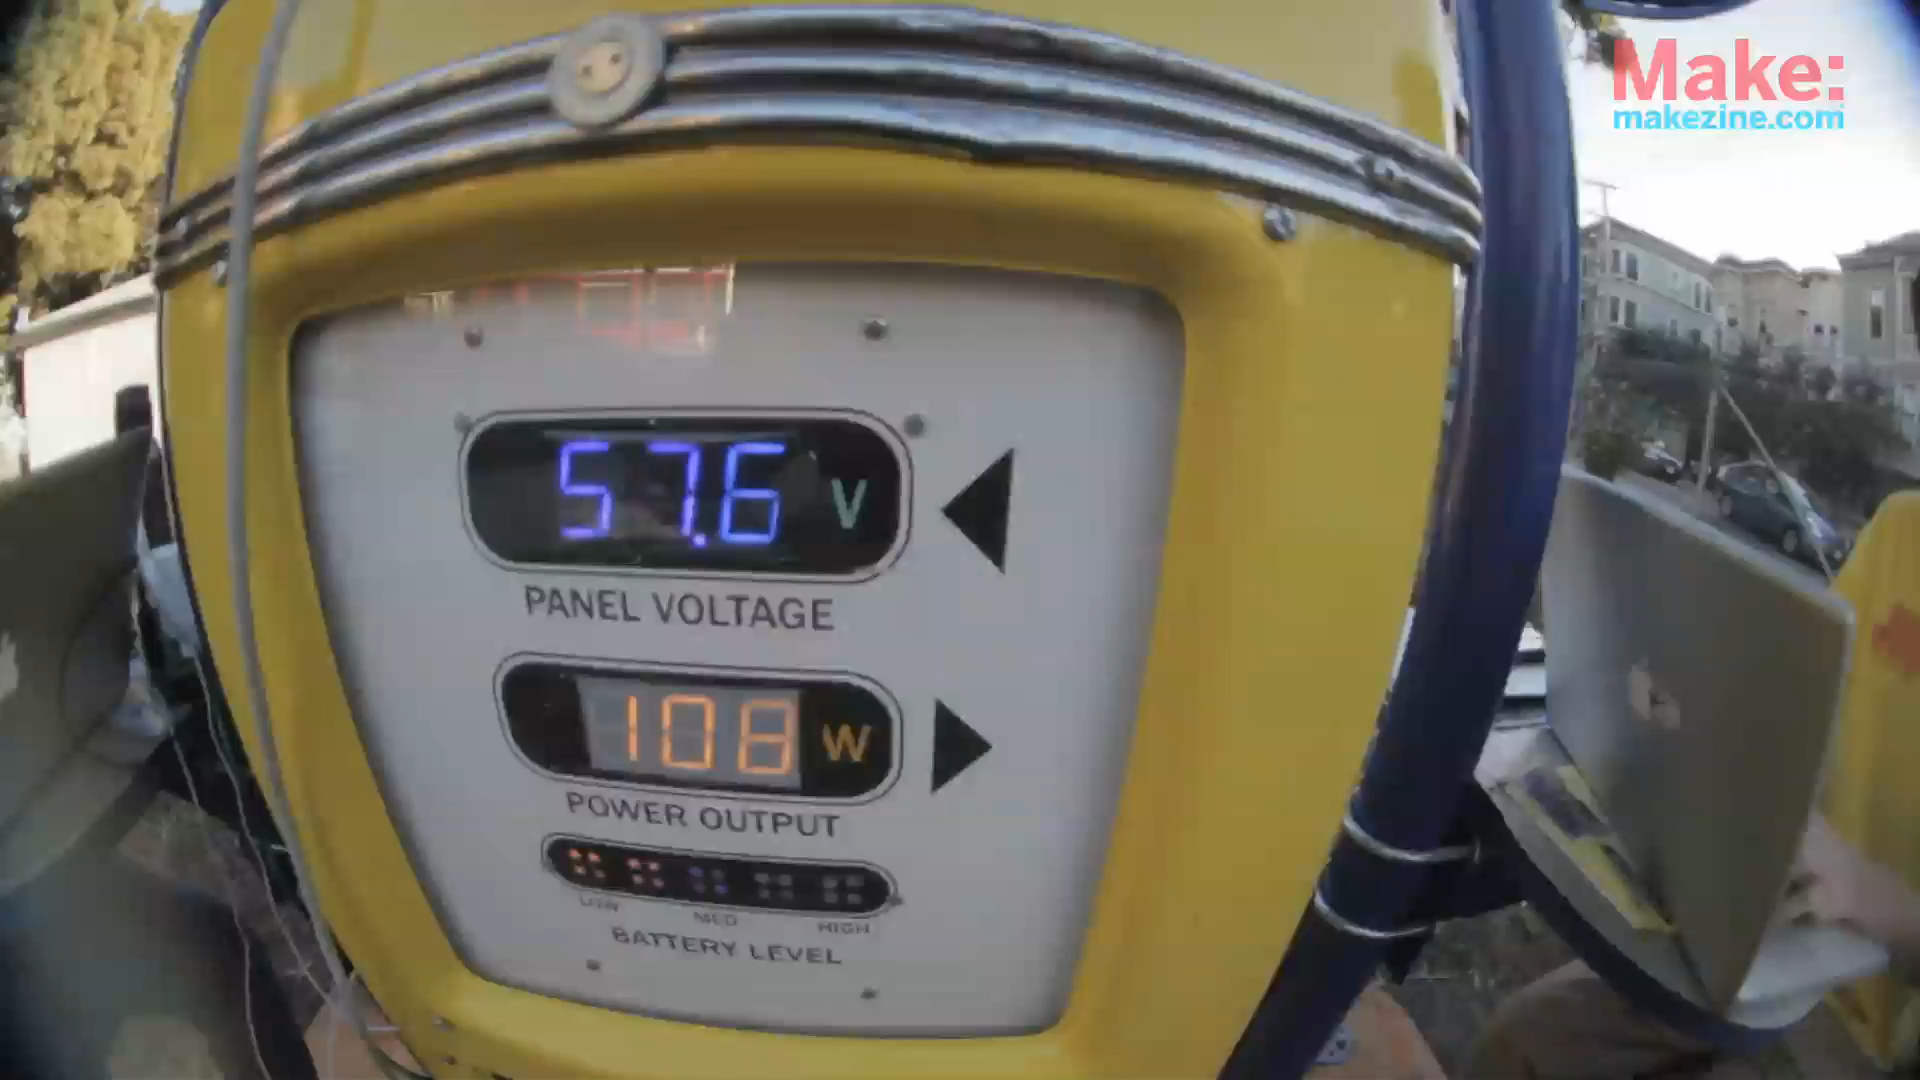 Make:
makezine.com
57.6 V
PANEL VOLTAGE
108 W
POWER OUTPUT
LOW MED HIGH
BATTERY LEVEL